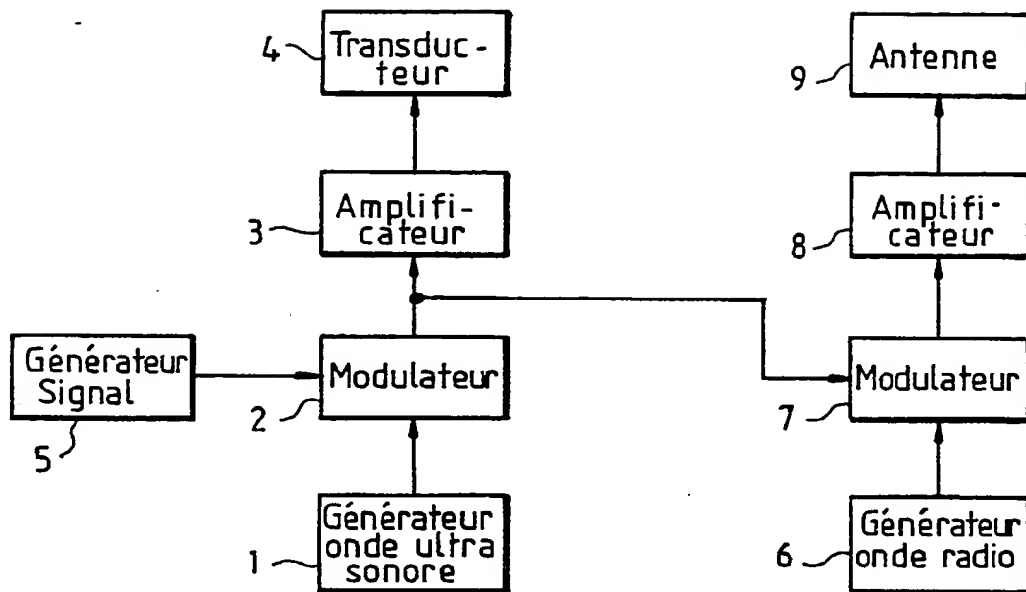 4
Transduc-
teur
9
Antenne
3
Amplifi-
cateur
8
Amplifi-
cateur
Générateur
Signal
5
Modulateur
2
Modulateur
7
1
Générateur
onde ultra
sonore
6
Générateur
onde radio